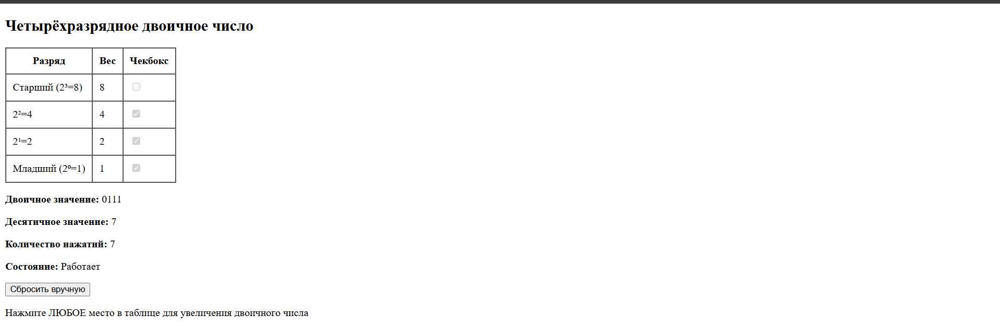 Четырёхразрядное двоичное число
Разряд Вес Чекбокс
Старший (2³=8) 8
2²=4 4
2¹=2 2
Младший (2⁰=1) 1
Двоичное значение: 0111
Десятичное значение: 7
Количество нажатий: 7
Состояние: Работает
Сбросить вручную
Нажмите ЛЮБОЕ место в таблице для увеличения двоичного числа